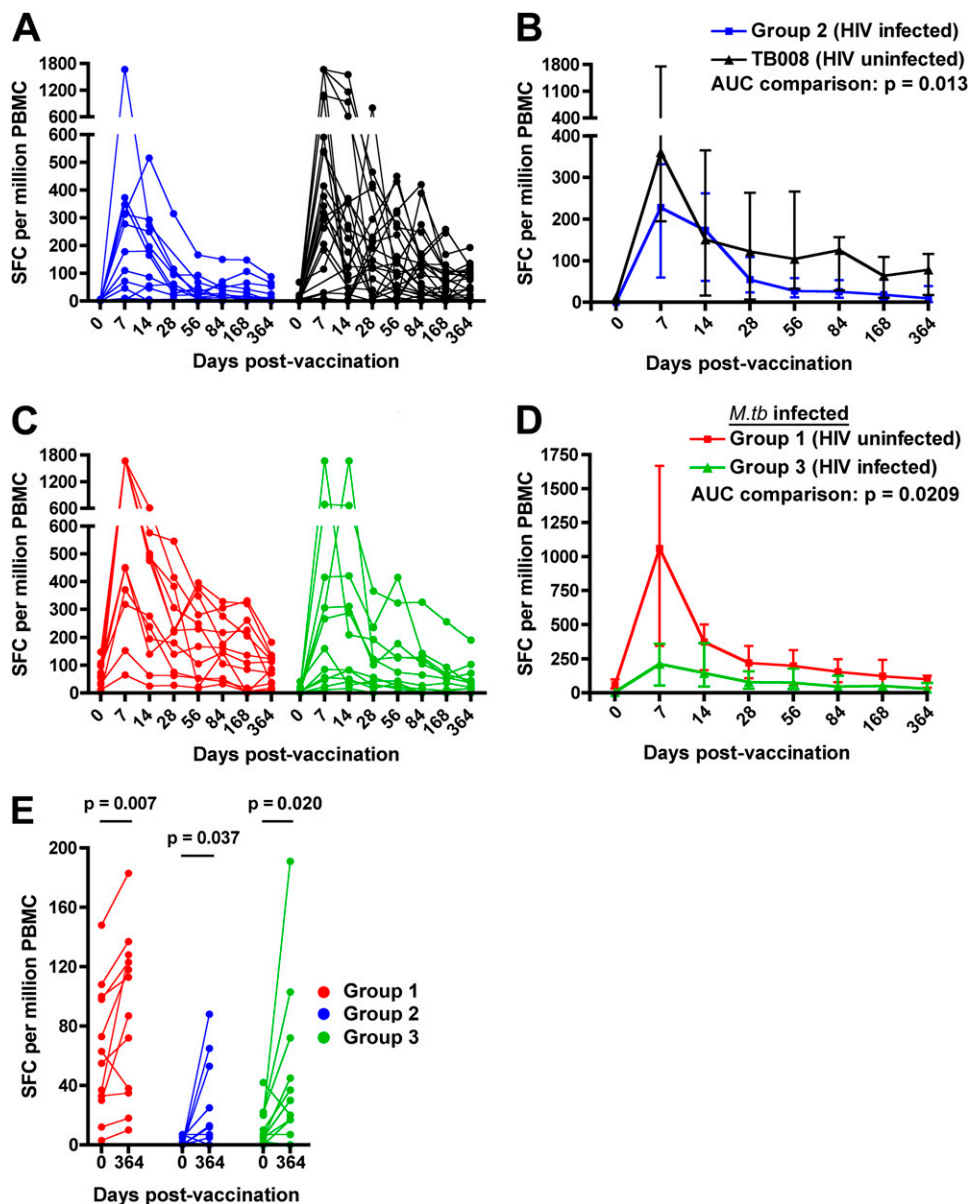 A
SFC per million PBMC
1800
1200
600
600
500
400
300
200
100
0
0 7 14 28 56 84 168 364 0 7 14 28 56 84 168 364
Days post-vaccination
B
Group 2 (HIV infected)
TB008 (HIV uninfected)
AUC comparison: p = 0.013
SFC per million PBMC
1800
1100
400
400
300
200
100
0
0 7 14 28 56 84 168 364
Days post-vaccination
C
SFC per million PBMC
1800
1200
600
600
500
400
300
200
100
0
0 7 14 28 56 84 168 364 0 7 14 28 56 84 168 364
Days post-vaccination
D
M.tb infected
Group 1 (HIV uninfected)
Group 3 (HIV infected)
AUC comparison: p = 0.0209
SFC per million PBMC
1750
1500
1250
1000
750
500
250
0
0 7 14 28 56 84 168 364
Days post-vaccination
E
p = 0.007
p = 0.037
p = 0.020
SFC per million PBMC
200
160
120
80
40
0
0 364 0 364 0 364
Days post-vaccination
Group 1
Group 2
Group 3